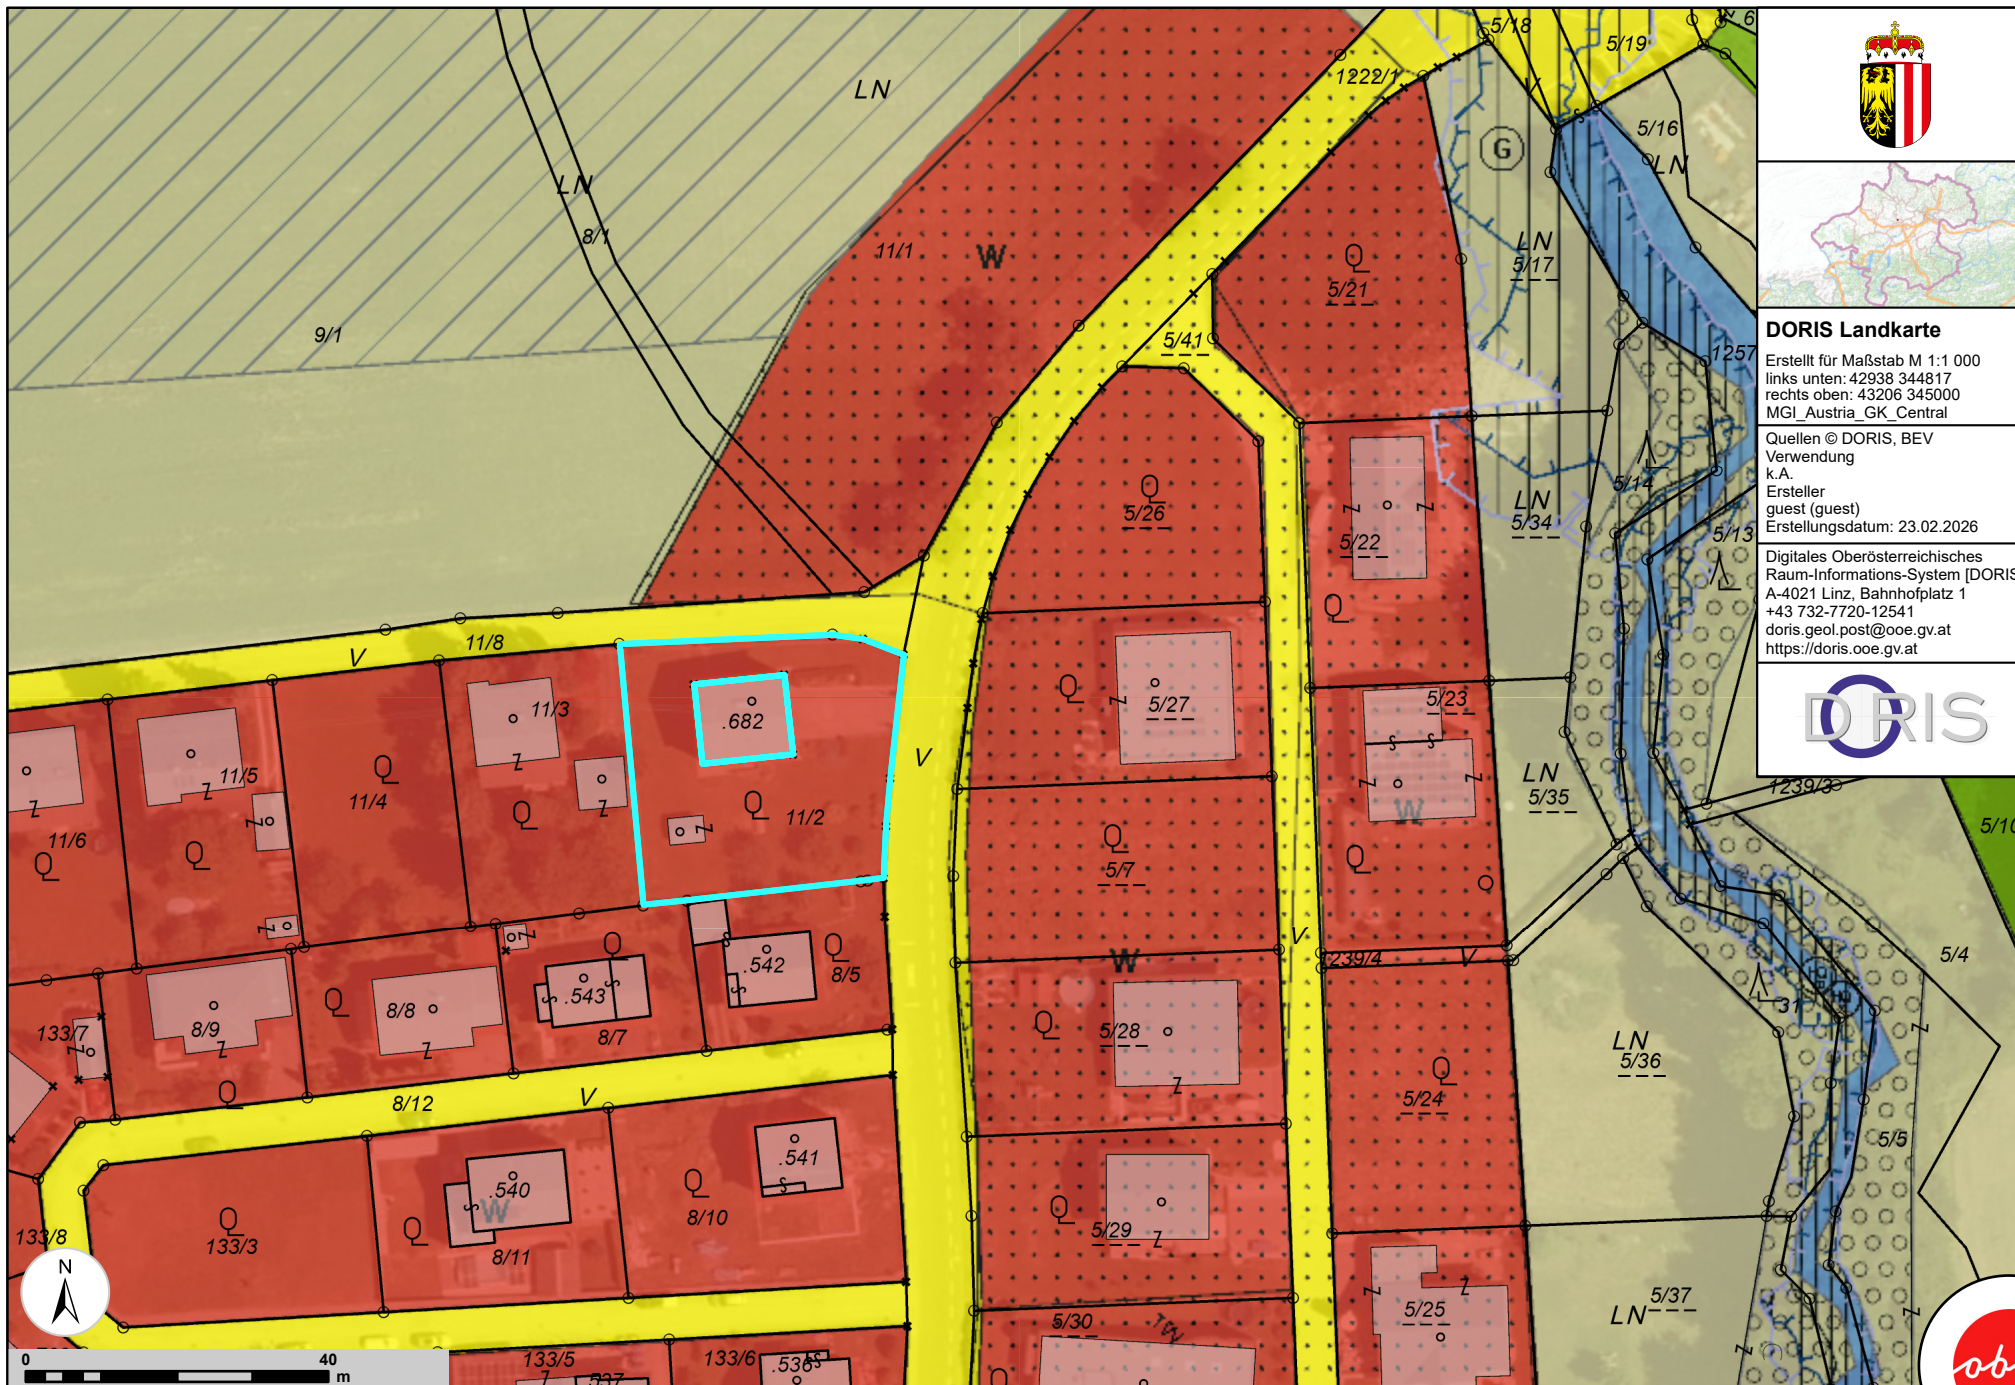 5/18
5/19
LN
1222/1
V
5/16
G
LN
LN
8/1
11/1
W
LN
5/17
5/21
9/1
5/41
1257
DORIS Landkarte
Erstellt für Maßstab M 1:1 000
links unten: 42938 344817
rechts oben: 43206 345000
MGI_Austria_GK_Central
Quellen © DORIS, BEV
Verwendung
k.A.
Ersteller
guest (guest)
Erstellungsdatum: 23.02.2026
Digitales Oberösterreichisches
Raum-Informations-System [DORIS
A-4021 Linz, Bahnhofplatz 1
+43 732-7720-12541
doris.geol.post@ooe.gv.at
https://doris.ooe.gv.at
DORIS
5/26
5/22
LN
5/34
5/14
5/13
V
11/8
11/3
.682
5/27
5/23
11/5
11/4
11/2
V
LN
5/35
1239/3
W
5/10
11/6
5/7
V
W
1239/4
V
5/4
.542
8/5
.543
8/7
8/8
8/9
133/7
5/28
31
LN
5/36
8/12
V
5/24
5/5
.541
.540
W
8/10
8/11
133/3
133/8
5/29
N
5/25
LN
5/37
5/30
TW
133/5
133/6
.536
.537
0
40
m
ob